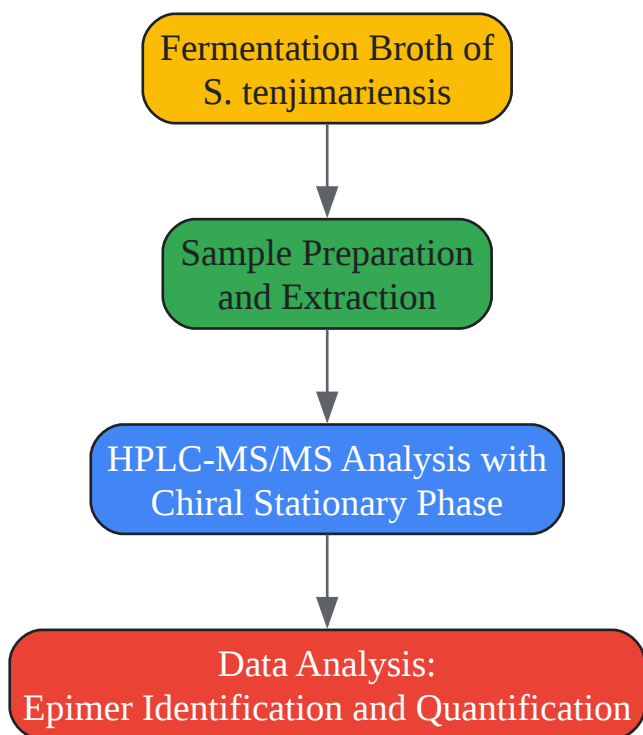 Fermentation Broth of
S. tenjimariensis
Sample Preparation
and Extraction
HPLC-MS/MS Analysis with
Chiral Stationary Phase
Data Analysis:
Epimer Identification and Quantification